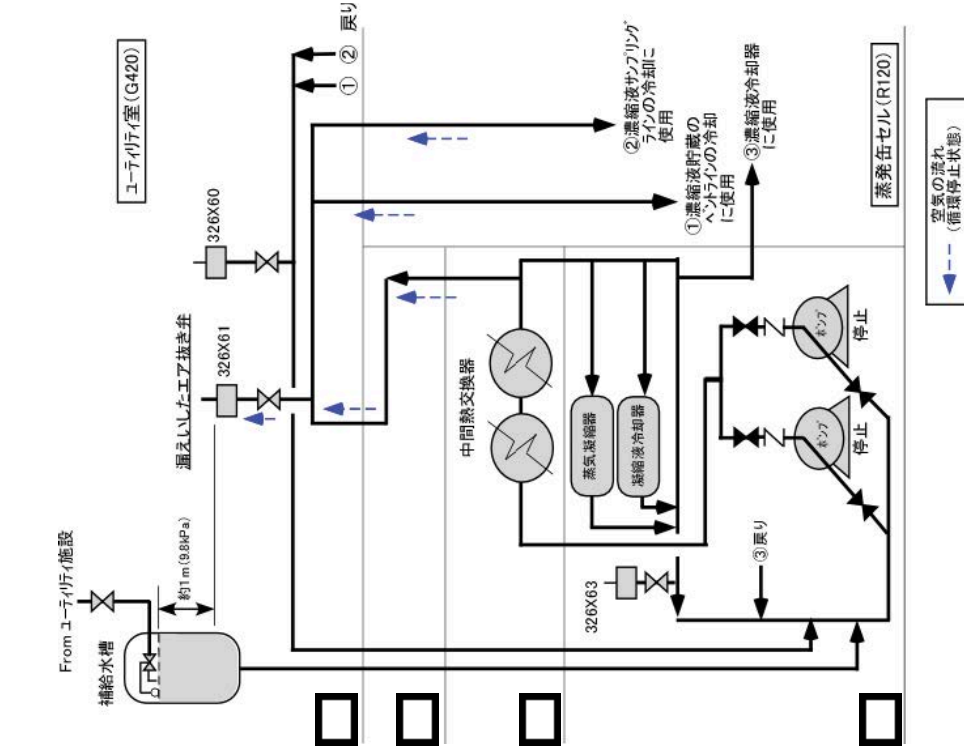 ユーティリティ室(G420)
戻り
②
①
326X60
漏えいしたエア抜き弁
326X61
From ユーティリティ施設
補給水槽
約1m(9.8kPa)
②濃縮液サンプリング
ラインの冷却に
使用
①濃縮液貯蔵の
ベントラインの冷却
に使用
③濃縮液冷却器
に使用
蒸発缶セル(R120)
空気の流れ
(循環停止状態)
中間熱交換器
蒸気凝縮器
凝縮液冷却器
ポンプ
停止
ポンプ
停止
326X63
③戻り